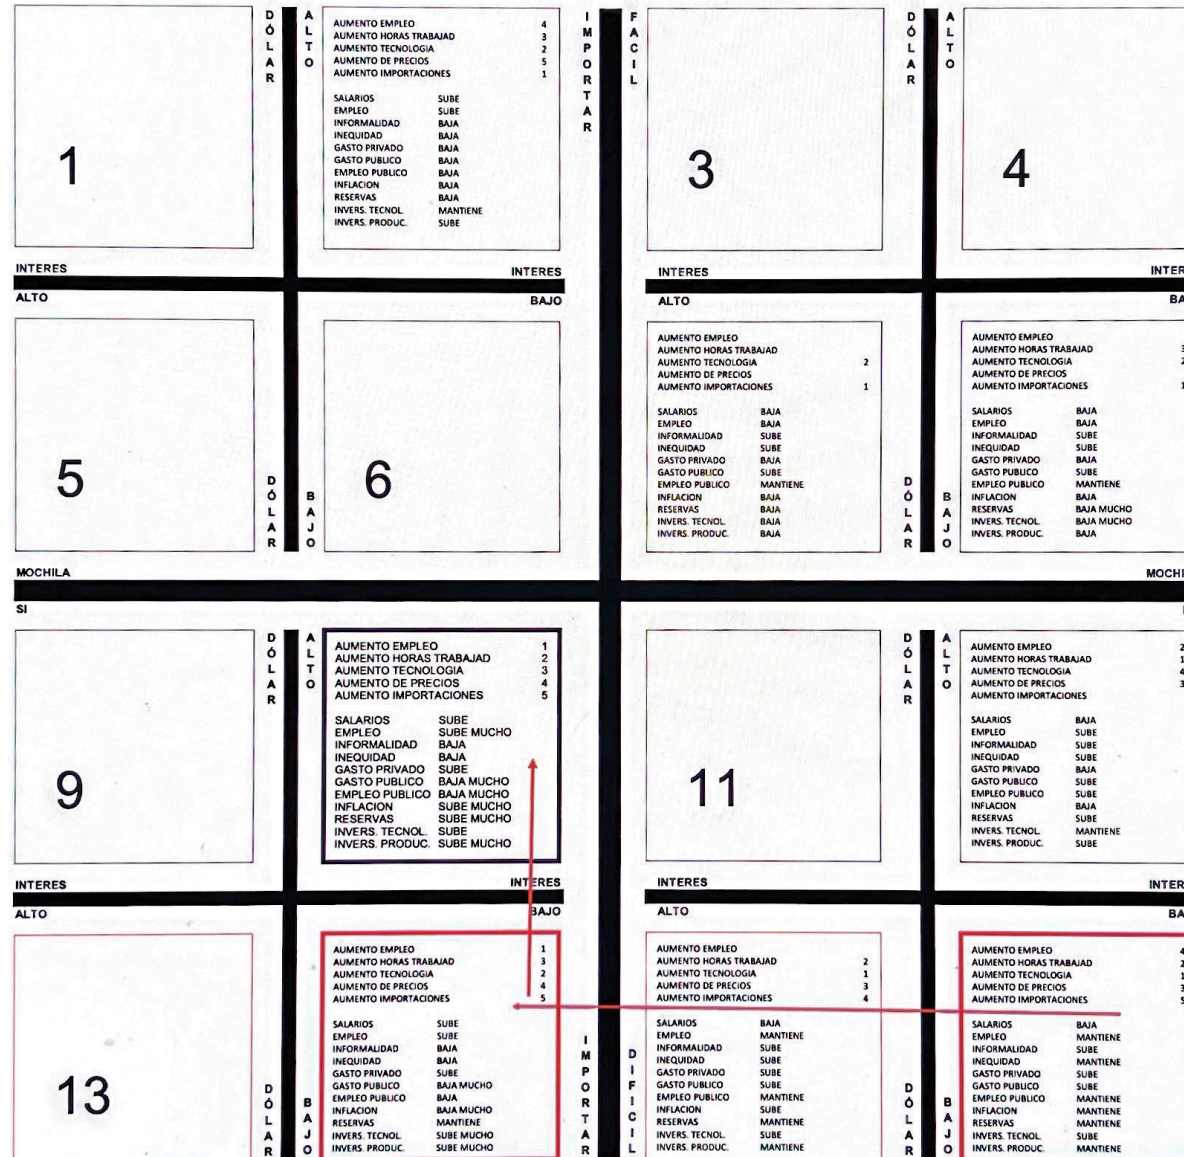 DÓLAR
ALTO
1
AUMENTO EMPLEO 4
AUMENTO HORAS TRABAJAD 3
AUMENTO TECNOLOGIA 2
AUMENTO DE PRECIOS 5
AUMENTO IMPORTACIONES 1
SALARIOS SUBE
EMPLEO SUBE
INFORMALIDAD BAJA
INEQUIDAD BAJA
GASTO PRIVADO BAJA
GASTO PUBLICO BAJA
EMPLEO PUBLICO BAJA
INFLACION BAJA
RESERVAS BAJA
INVERS. TECNOL. MANTIENE
INVERS. PRODUC. SUBE
IMPORTAR
FACIL
3
DÓLAR
ALTO
4
INTERES
INTERES
INTERES
INTER
ALTO
BAJO
ALTO
BA
5
DÓLAR
BAJO
6
AUMENTO EMPLEO
AUMENTO HORAS TRABAJAD
AUMENTO TECNOLOGIA 2
AUMENTO DE PRECIOS
AUMENTO IMPORTACIONES 1
SALARIOS BAJA
EMPLEO BAJA
INFORMALIDAD SUBE
INEQUIDAD SUBE
GASTO PRIVADO BAJA
GASTO PUBLICO SUBE
EMPLEO PUBLICO MANTIENE
INFLACION BAJA
RESERVAS BAJA
INVERS. TECNOL. BAJA
INVERS. PRODUC. BAJA
DÓLAR
BAJO
AUMENTO EMPLEO
AUMENTO HORAS TRABAJAD 3
AUMENTO TECNOLOGIA 2
AUMENTO DE PRECIOS
AUMENTO IMPORTACIONES 1
SALARIOS BAJA
EMPLEO BAJA
INFORMALIDAD SUBE
INEQUIDAD SUBE
GASTO PRIVADO BAJA
GASTO PUBLICO SUBE
EMPLEO PUBLICO MANTIENE
INFLACION BAJA
RESERVAS BAJA MUCHO
INVERS. TECNOL. BAJA MUCHO
INVERS. PRODUC. BAJA
MOCHILA
MOCHI
SI
9
DÓLAR
ALTO
AUMENTO EMPLEO 1
AUMENTO HORAS TRABAJAD 2
AUMENTO TECNOLOGIA 3
AUMENTO DE PRECIOS 4
AUMENTO IMPORTACIONES 5
SALARIOS SUBE
EMPLEO SUBE MUCHO
INFORMALIDAD BAJA
INEQUIDAD BAJA
GASTO PRIVADO SUBE
GASTO PUBLICO BAJA MUCHO
EMPLEO PUBLICO BAJA MUCHO
INFLACION SUBE MUCHO
RESERVAS SUBE MUCHO
INVERS. TECNOL. SUBE
INVERS. PRODUC. SUBE MUCHO
11
DÓLAR
ALTO
AUMENTO EMPLEO 2
AUMENTO HORAS TRABAJAD 1
AUMENTO TECNOLOGIA 4
AUMENTO DE PRECIOS 3
AUMENTO IMPORTACIONES
SALARIOS BAJA
EMPLEO SUBE
INFORMALIDAD SUBE
INEQUIDAD SUBE
GASTO PRIVADO BAJA
GASTO PUBLICO SUBE
EMPLEO PUBLICO SUBE
INFLACION BAJA
RESERVAS SUBE
INVERS. TECNOL. MANTIENE
INVERS. PRODUC. SUBE
INTERES
INTERES
INTERES
INTER
ALTO
BAJO
ALTO
BA
13
DÓLAR
BAJO
AUMENTO EMPLEO 1
AUMENTO HORAS TRABAJAD 3
AUMENTO TECNOLOGIA 2
AUMENTO DE PRECIOS 4
AUMENTO IMPORTACIONES 5
SALARIOS SUBE
EMPLEO SUBE
INFORMALIDAD BAJA
INEQUIDAD BAJA
GASTO PRIVADO SUBE
GASTO PUBLICO BAJA MUCHO
EMPLEO PUBLICO BAJA
INFLACION BAJA MUCHO
RESERVAS MANTIENE
INVERS. TECNOL. SUBE MUCHO
INVERS. PRODUC. SUBE MUCHO
IMPORTAR
DIFICIL
AUMENTO EMPLEO
AUMENTO HORAS TRABAJAD 2
AUMENTO TECNOLOGIA 1
AUMENTO DE PRECIOS 3
AUMENTO IMPORTACIONES 4
SALARIOS BAJA
EMPLEO MANTIENE
INFORMALIDAD SUBE
INEQUIDAD SUBE
GASTO PRIVADO SUBE
GASTO PUBLICO SUBE
EMPLEO PUBLICO MANTIENE
INFLACION SUBE
RESERVAS MANTIENE
INVERS. TECNOL. SUBE
INVERS. PRODUC. MANTIENE
DÓLAR
BAJO
AUMENTO EMPLEO 4
AUMENTO HORAS TRABAJAD 2
AUMENTO TECNOLOGIA 1
AUMENTO DE PRECIOS 3
AUMENTO IMPORTACIONES 5
SALARIOS BAJA
EMPLEO MANTIENE
INFORMALIDAD SUBE
INEQUIDAD MANTIENE
GASTO PRIVADO SUBE
GASTO PUBLICO SUBE
EMPLEO PUBLICO MANTIENE
INFLACION MANTIENE
RESERVAS MANTIENE
INVERS. TECNOL. SUBE
INVERS. PRODUC. MANTIENE